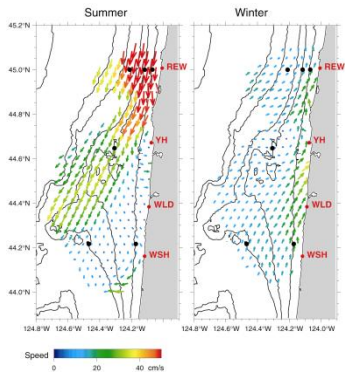 Summer Winter
45.2°N
REW REW
45.0°N
44.8°N
YH YH
44.6°N
WLD WLD
44.4°N
44.2°N
WSH WSH
44.0°N
124.8°W 124.6° 124.4° 124.2° 124.8°W 124.6° 124.4° 124.2° 124.0°W
Speed
0 20 40 cm/s